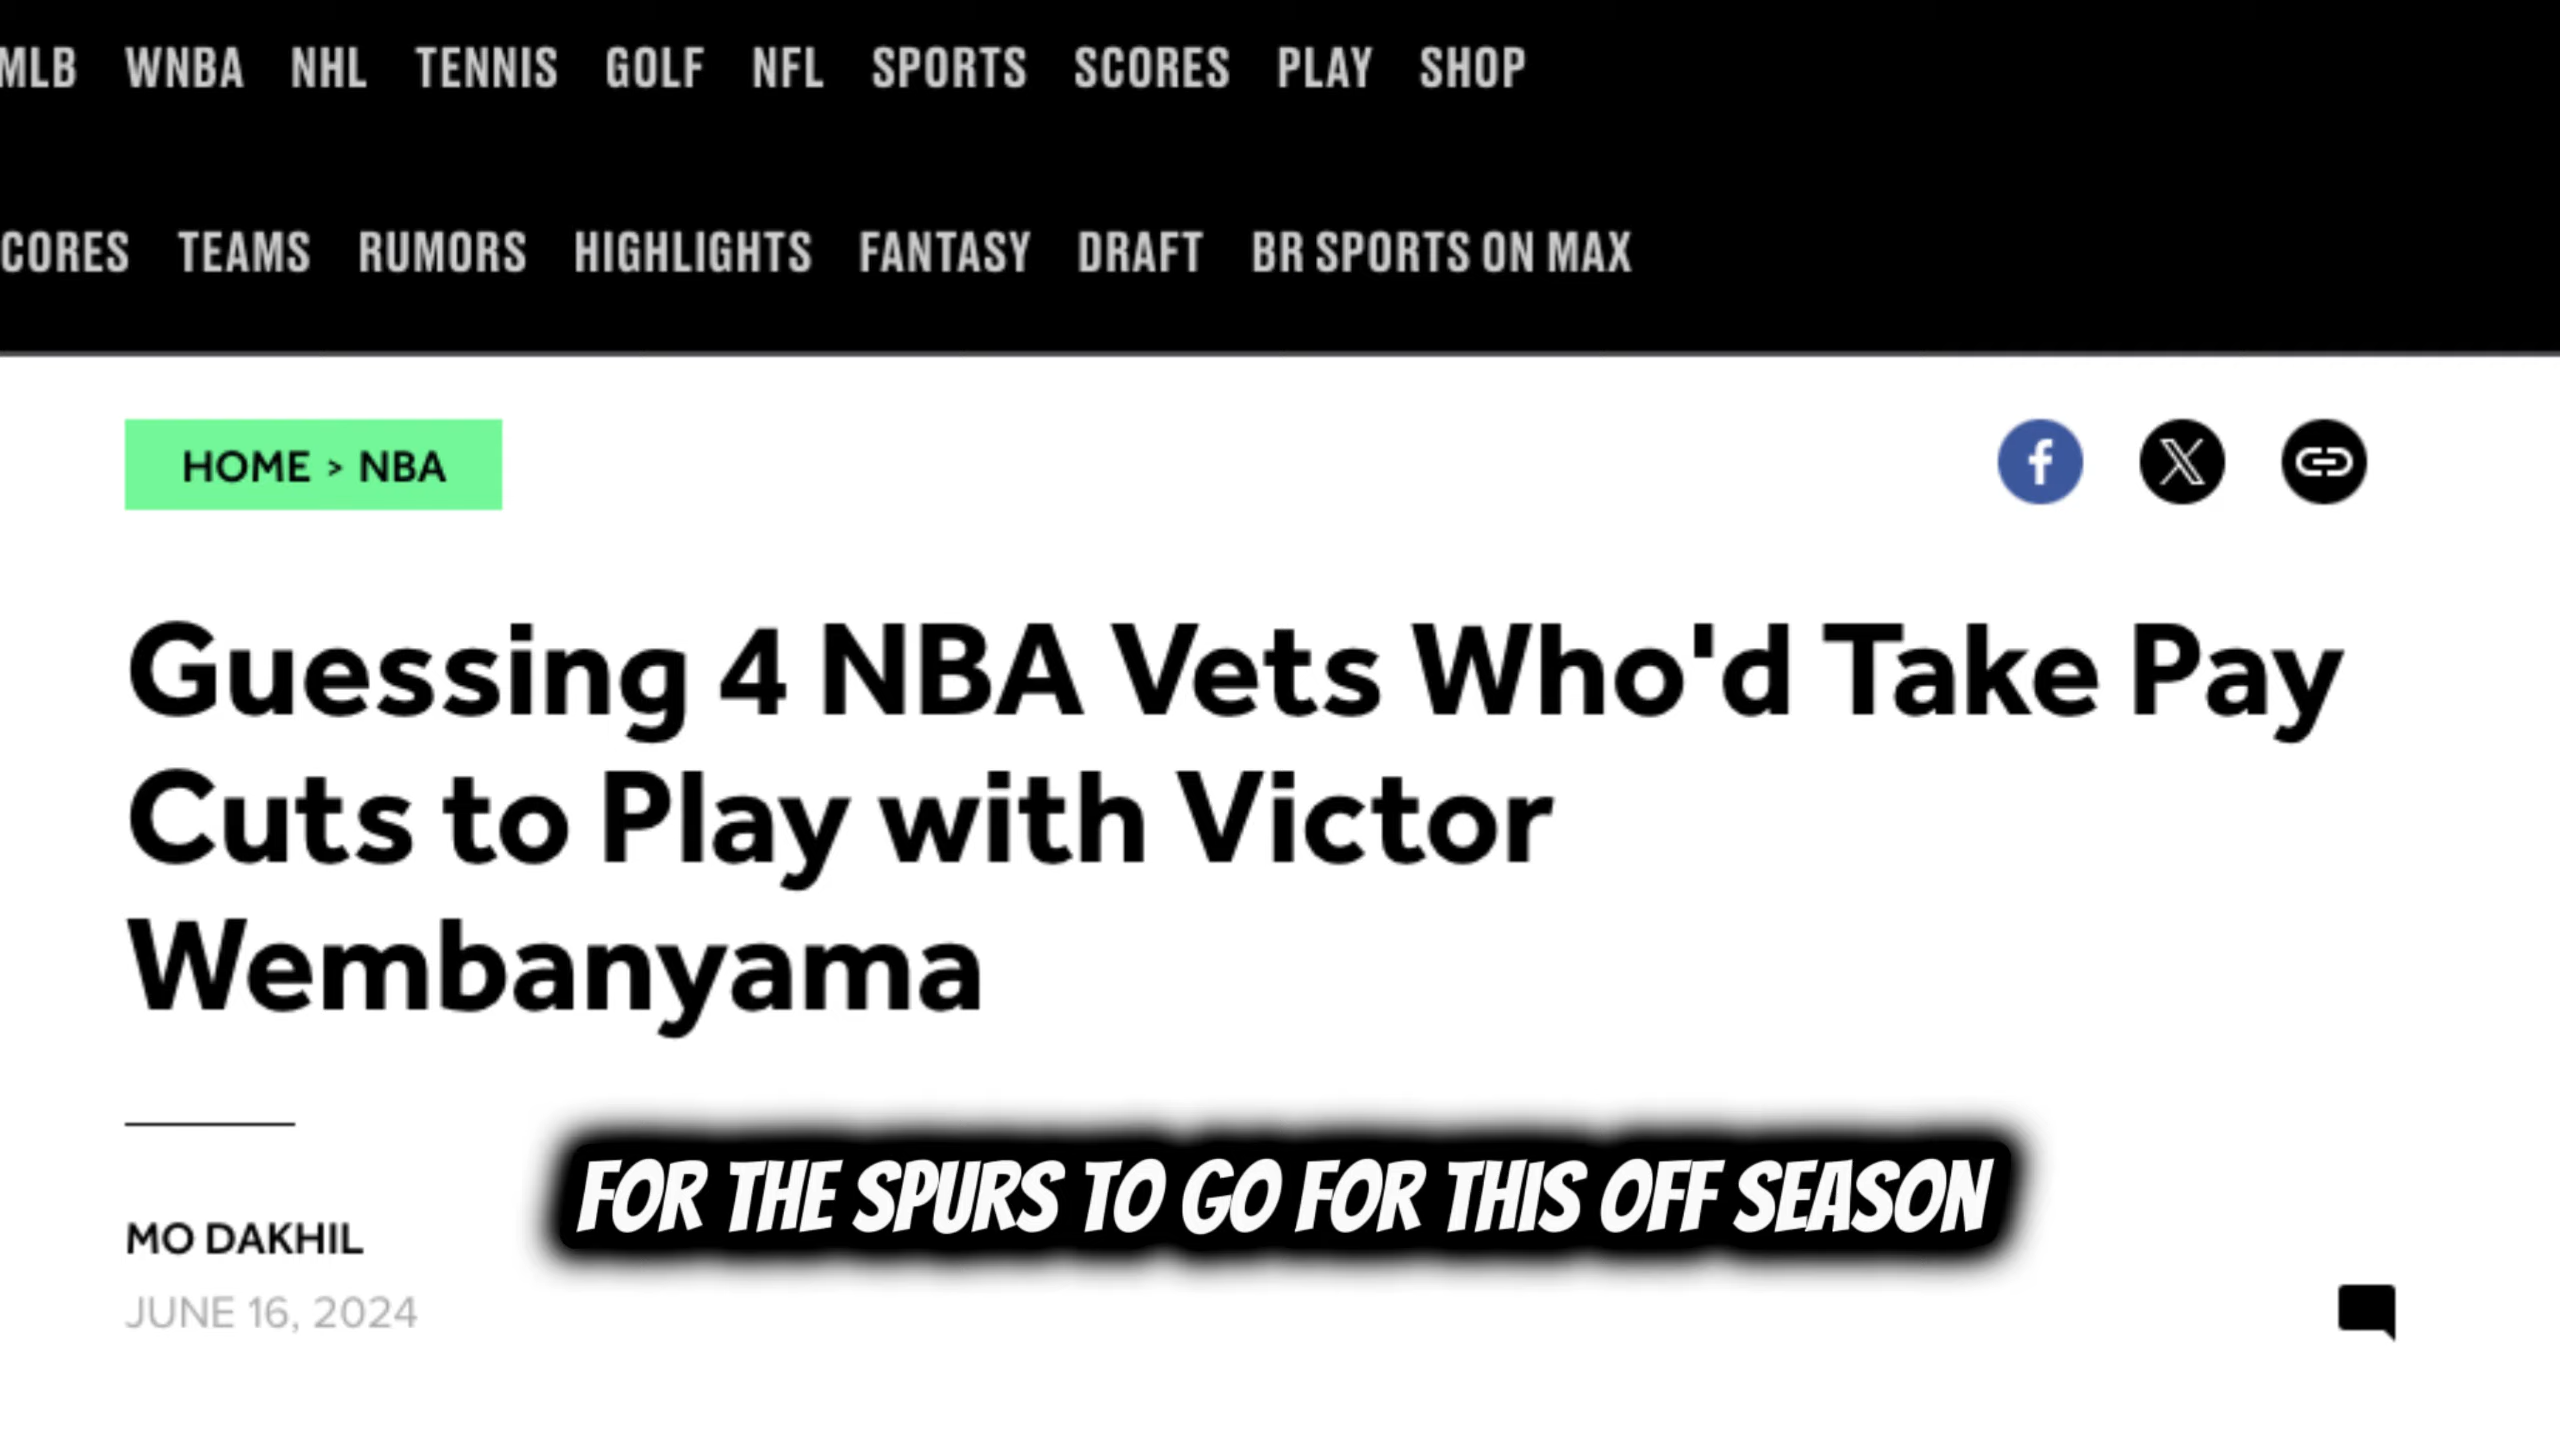 MLB WNBA NHL TENNIS GOLF NFL SPORTS SCORES PLAY SHOP
CORES TEAMS RUMORS HIGHLIGHTS FANTASY DRAFT BR SPORTS ON MAX
HOME > NBA
Guessing 4 NBA Vets Who'd Take Pay
Cuts to Play with Victor
Wembanyama
FOR THE SPURS TO GO FOR THIS OFF SEASON
MO DAKHIL
JUNE 16, 2024